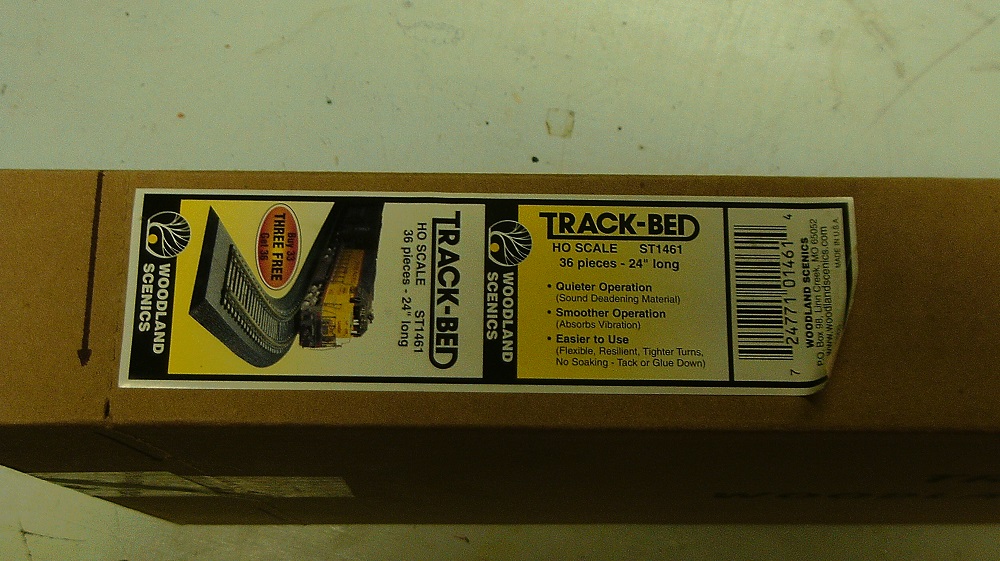 WOODLAND
SCENICS
Buy 33
THREE FREE
Get 36
TRACK-BED
HO SCALE ST1461
36 pieces - 24" long
WOODLAND
SCENICS
TRACK-BED
HO SCALE ST1461
36 pieces - 24" long
• Quieter Operation
(Sound Deadening Material)
• Smoother Operation
(Absorbs Vibration)
• Easier to Use
(Flexible, Resilient, Tighter Turns,
No Soaking - Tack or Glue Down)
7 24771 01461 4
WOODLAND SCENICS
P.O. Box 98, Linn Creek, MO 65052
www.woodlandscenics.com
MADE IN U.S.A.